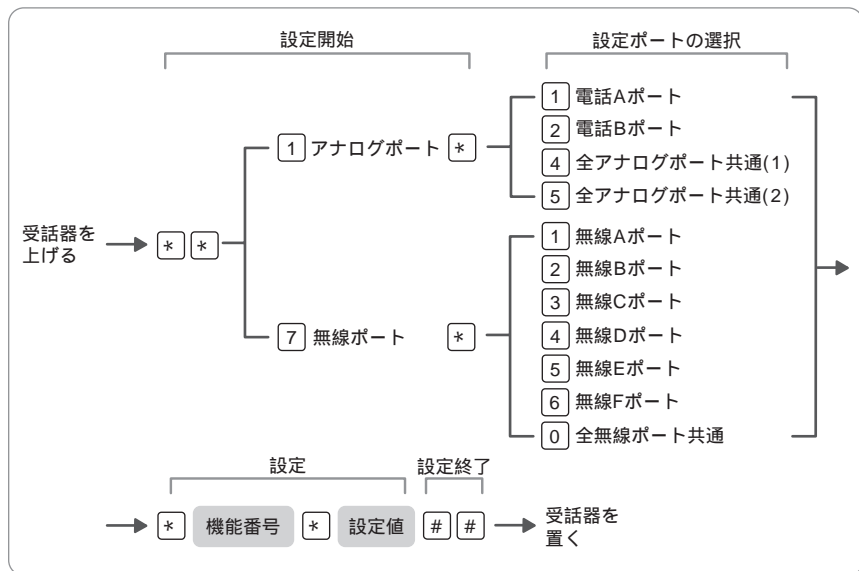 設定開始
設定ポートの選択
1 電話Aポート
2 電話Bポート
1 アナログポート *
4 全アナログポート共通(1)
5 全アナログポート共通(2)
受話器を
上げる
* *
1 無線Aポート
2 無線Bポート
3 無線Cポート
7 無線ポート *
4 無線Dポート
5 無線Eポート
6 無線Fポート
0 全無線ポート共通
設定
設定終了
* 機能番号 * 設定値 # #
受話器を
置く